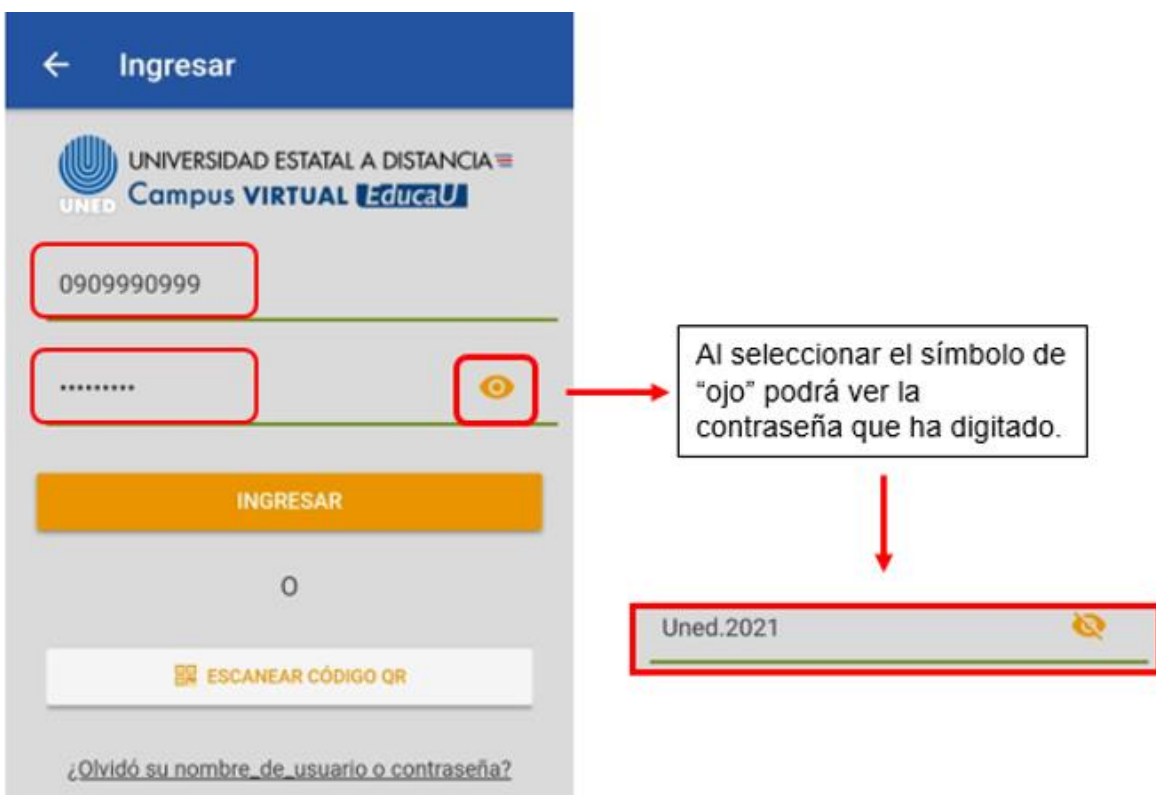 Ingresar
UNIVERSIDAD ESTATAL A DISTANCIA
UNED
Campus VIRTUAL EducaU
0909990999
•••••••••
INGRESAR
O
ESCANEAR CÓDIGO QR
¿Olvidó su nombre_de_usuario o contraseña?
Al seleccionar el símbolo de
“ojo” podrá ver la
contraseña que ha digitado.
Uned.2021